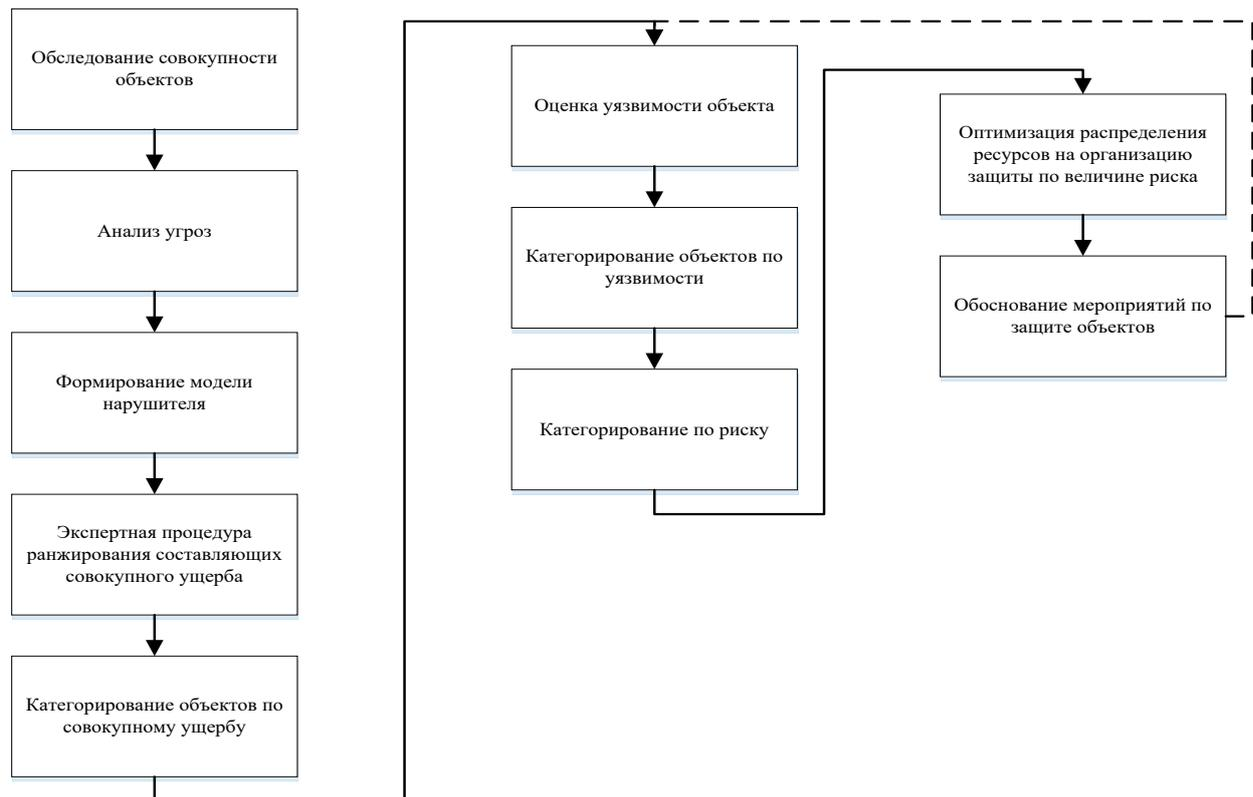 Обследование совокупности
объектов
Анализ угроз
Формирование модели
нарушителя
Экспертная процедура
ранжирования составляющих
совокупного ущерба
Категорирование объектов по
совокупному ущербу
Оценка уязвимости объекта
Категорирование объектов по
уязвимости
Категорирование по риску
Оптимизация распределения
ресурсов на организацию
защиты по величине риска
Обоснование мероприятий по
защите объектов